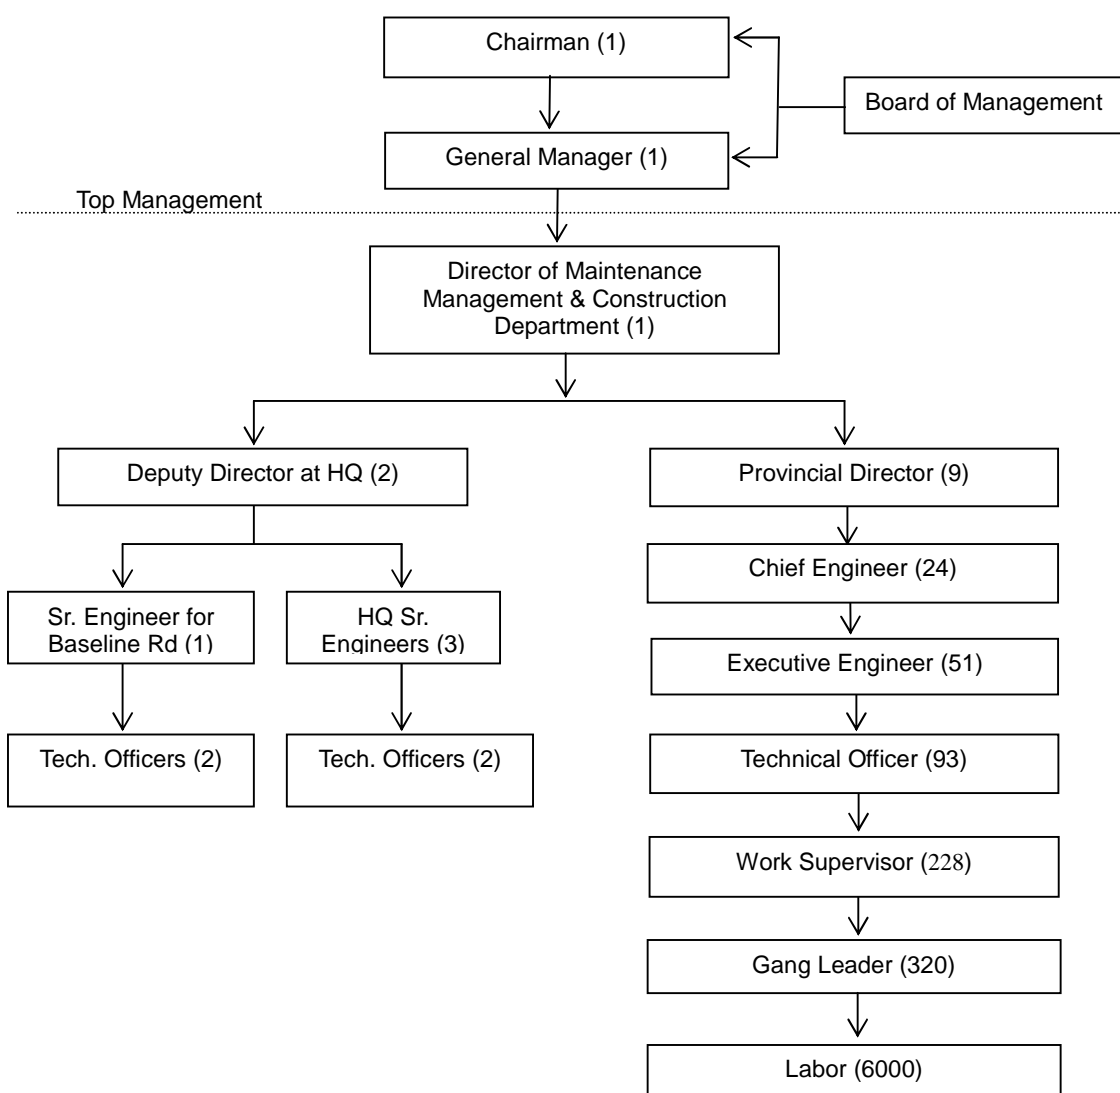 Chairman (1)
Board of Management
General Manager (1)
Top Management
Director of Maintenance
Management & Construction
Department (1)
Deputy Director at HQ (2)
Provincial Director (9)
Chief Engineer (24)
Sr. Engineer for
Baseline Rd (1)
HQ Sr.
Engineers (3)
Executive Engineer (51)
Tech. Officers (2)
Tech. Officers (2)
Technical Officer (93)
Work Supervisor (228)
Gang Leader (320)
Labor (6000)